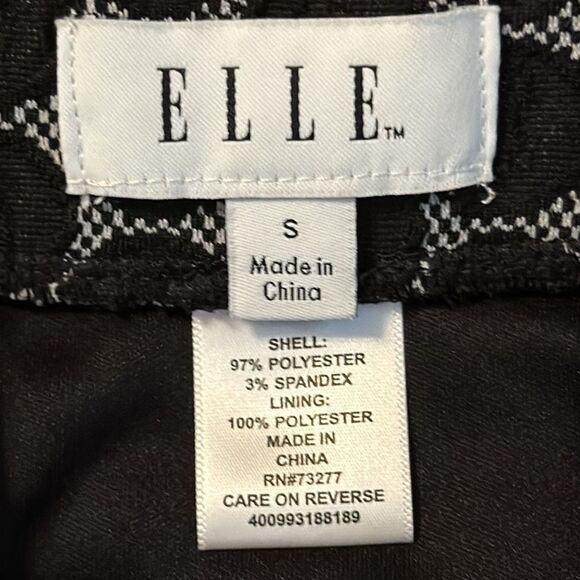 ELLE™
S
Made in
China
SHELL:
97% POLYESTER
3% SPANDEX
LINING:
100% POLYESTER
MADE IN
CHINA
RN#73277
CARE ON REVERSE
400993188189